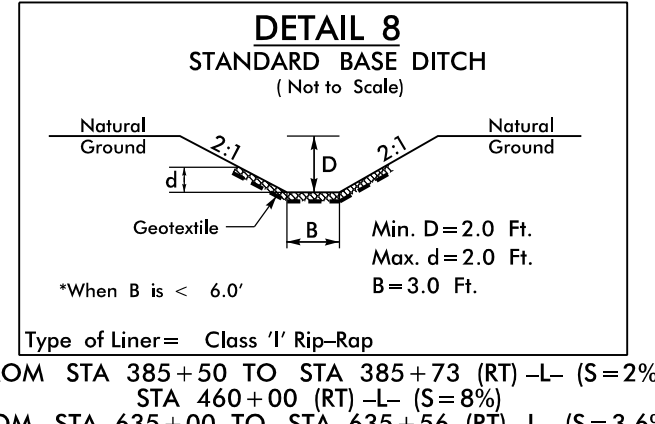 DETAIL 8
STANDARD BASE DITCH
( Not to Scale)
Natural
Ground
2:1
D
2:1
Natural
Ground
d
Geotextile
B
Min. D=2.0 Ft.
Max. d=2.0 Ft.
B=3.0 Ft.
*When B is < 6.0'
Type of Liner= Class 'I' Rip-Rap
STA 385+50 TO STA 385+73 (RT) -L- (S=2%
STA 460+00 (RT) -L- (S=8%)
STA 635+00 TO STA 635+56 (RT) -L- (S=3.6%